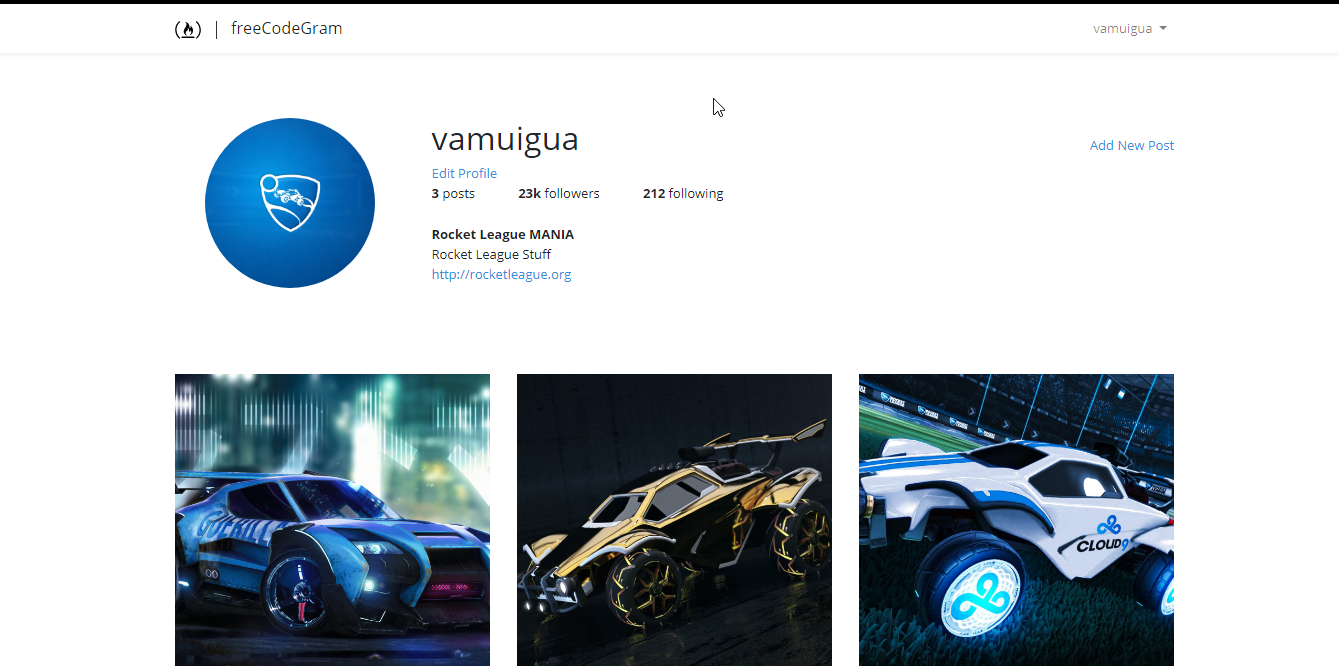 freeCodeGram
vamuigua
vamuigua
Add New Post
Edit Profile
3 posts 23k followers 212 following
Rocket League MANIA
Rocket League Stuff
http://rocketleague.org
CLOUD9